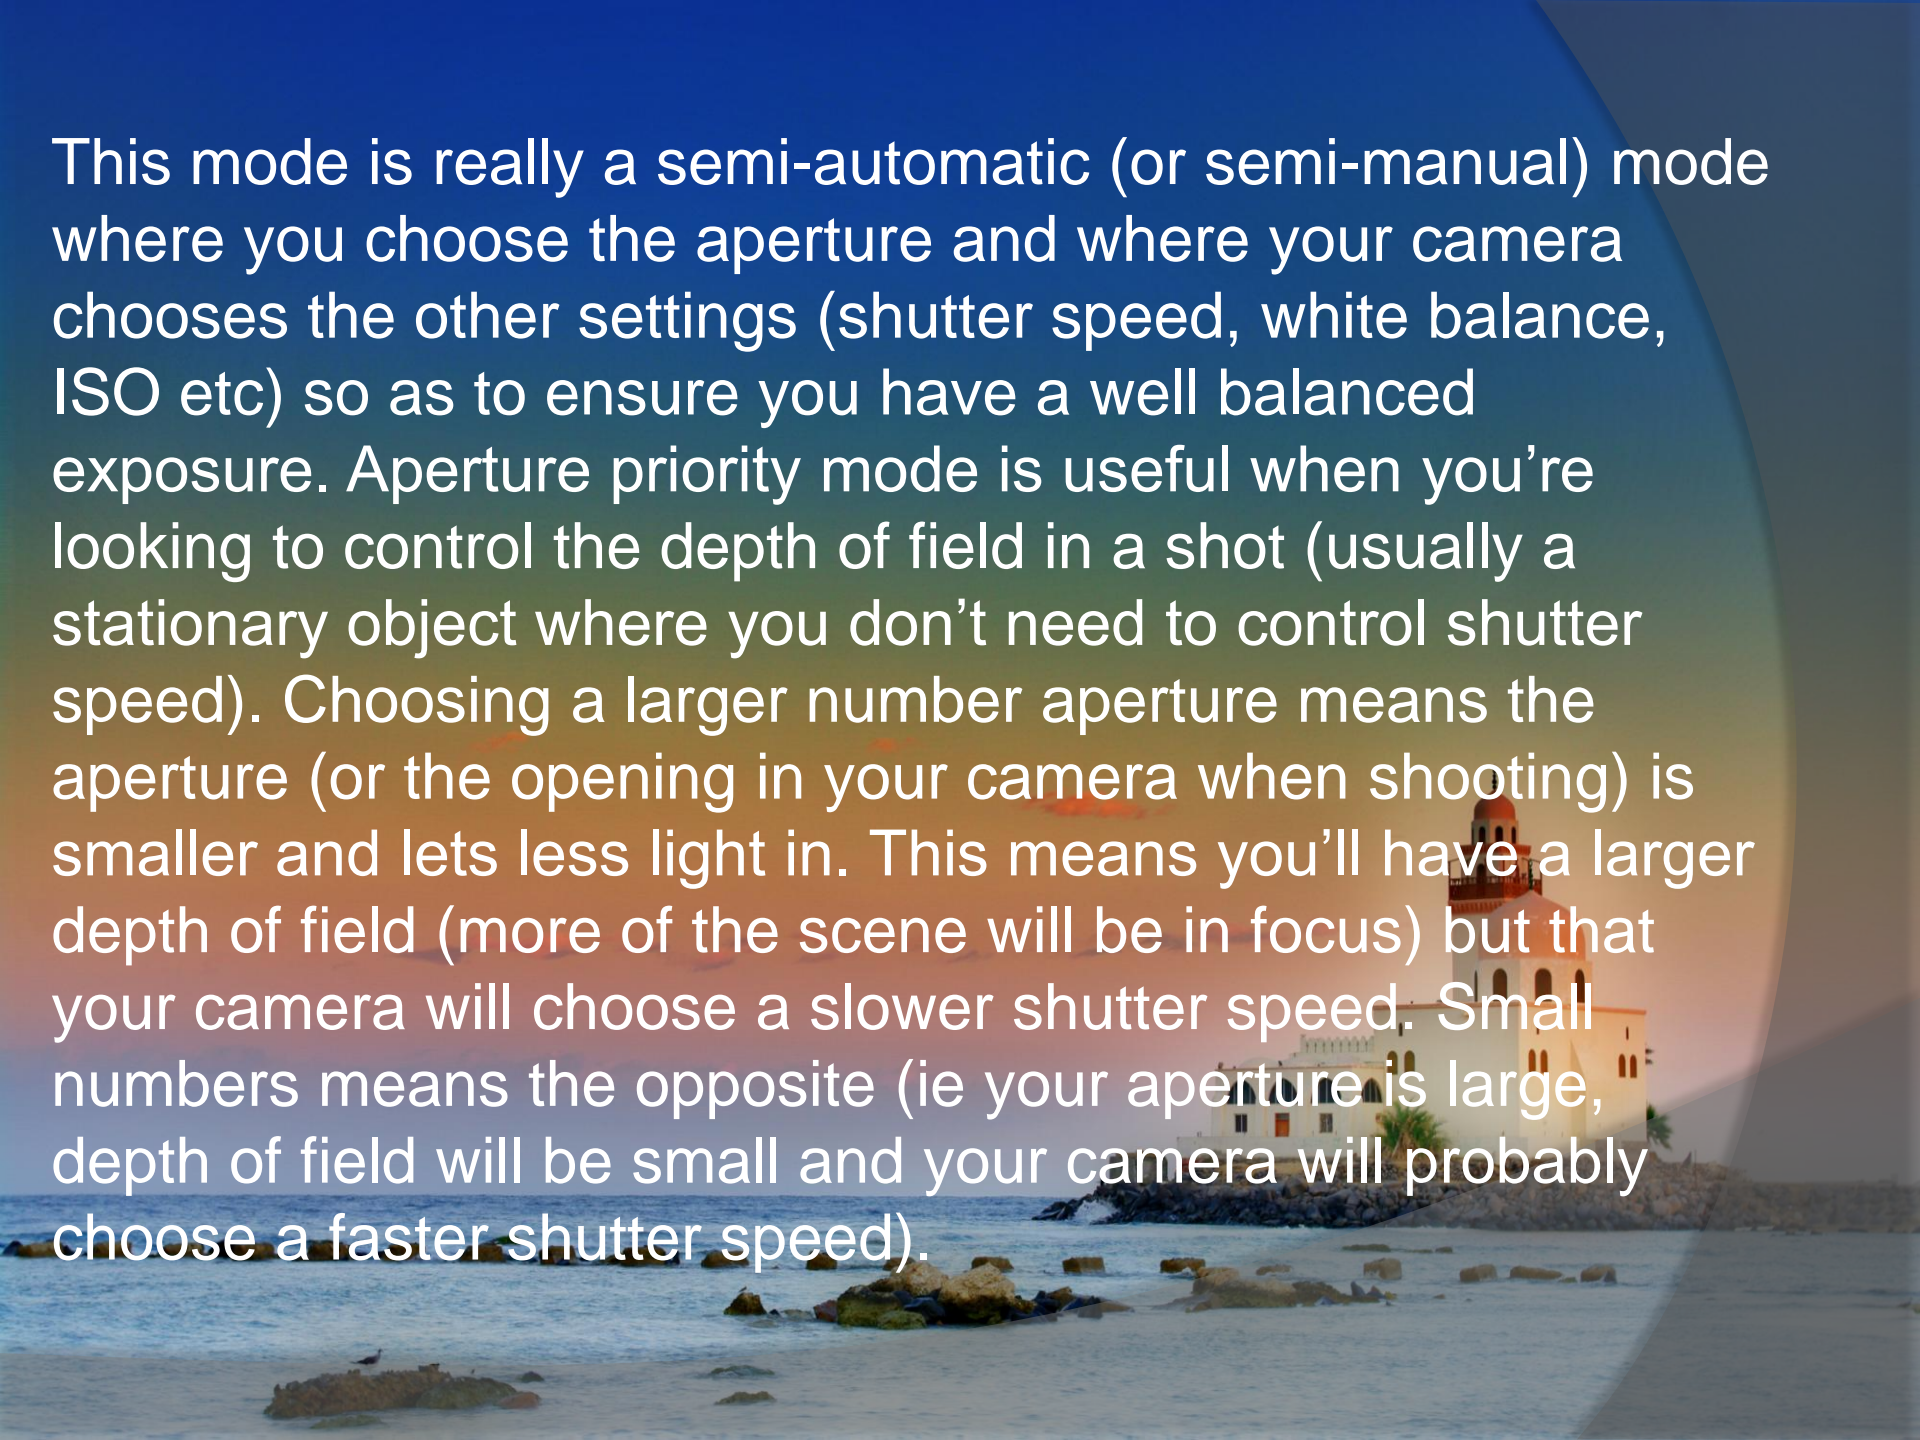 This mode is really a semi-automatic (or semi-manual) mode
where you choose the aperture and where your camera
chooses the other settings (shutter speed, white balance,
ISO etc) so as to ensure you have a well balanced
exposure. Aperture priority mode is useful when you’re
looking to control the depth of field in a shot (usually a
stationary object where you don’t need to control shutter
speed). Choosing a larger number aperture means the
aperture (or the opening in your camera when shooting) is
smaller and lets less light in. This means you’ll have a larger
depth of field (more of the scene will be in focus) but that
your camera will choose a slower shutter speed. Small
numbers means the opposite (ie your aperture is large,
depth of field will be small and your camera will probably
choose a faster shutter speed).